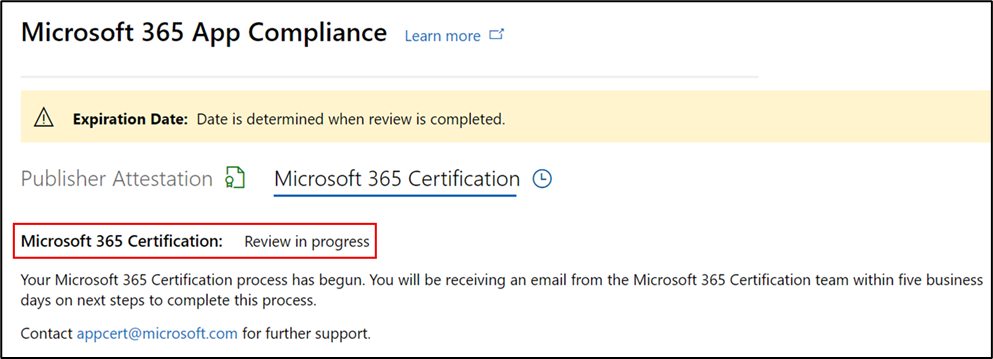 Microsoft 365 App Compliance Learn more
Expiration Date: Date is determined when review is completed.
Publisher Attestation Microsoft 365 Certification
Microsoft 365 Certification: Review in progress
Your Microsoft 365 Certification process has begun. You will be receiving an email from the Microsoft 365 Certification team within five business
days on next steps to complete this process.
Contact appcert@microsoft.com for further support.